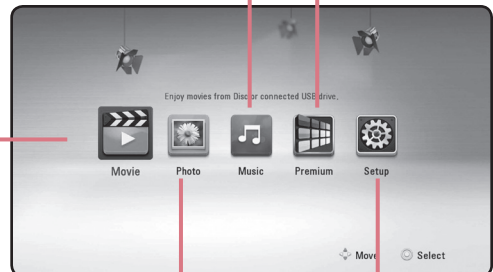 Enjoy movies from Disc or connected USB drive.
Movie Photo Music Premium Setup
Move Select